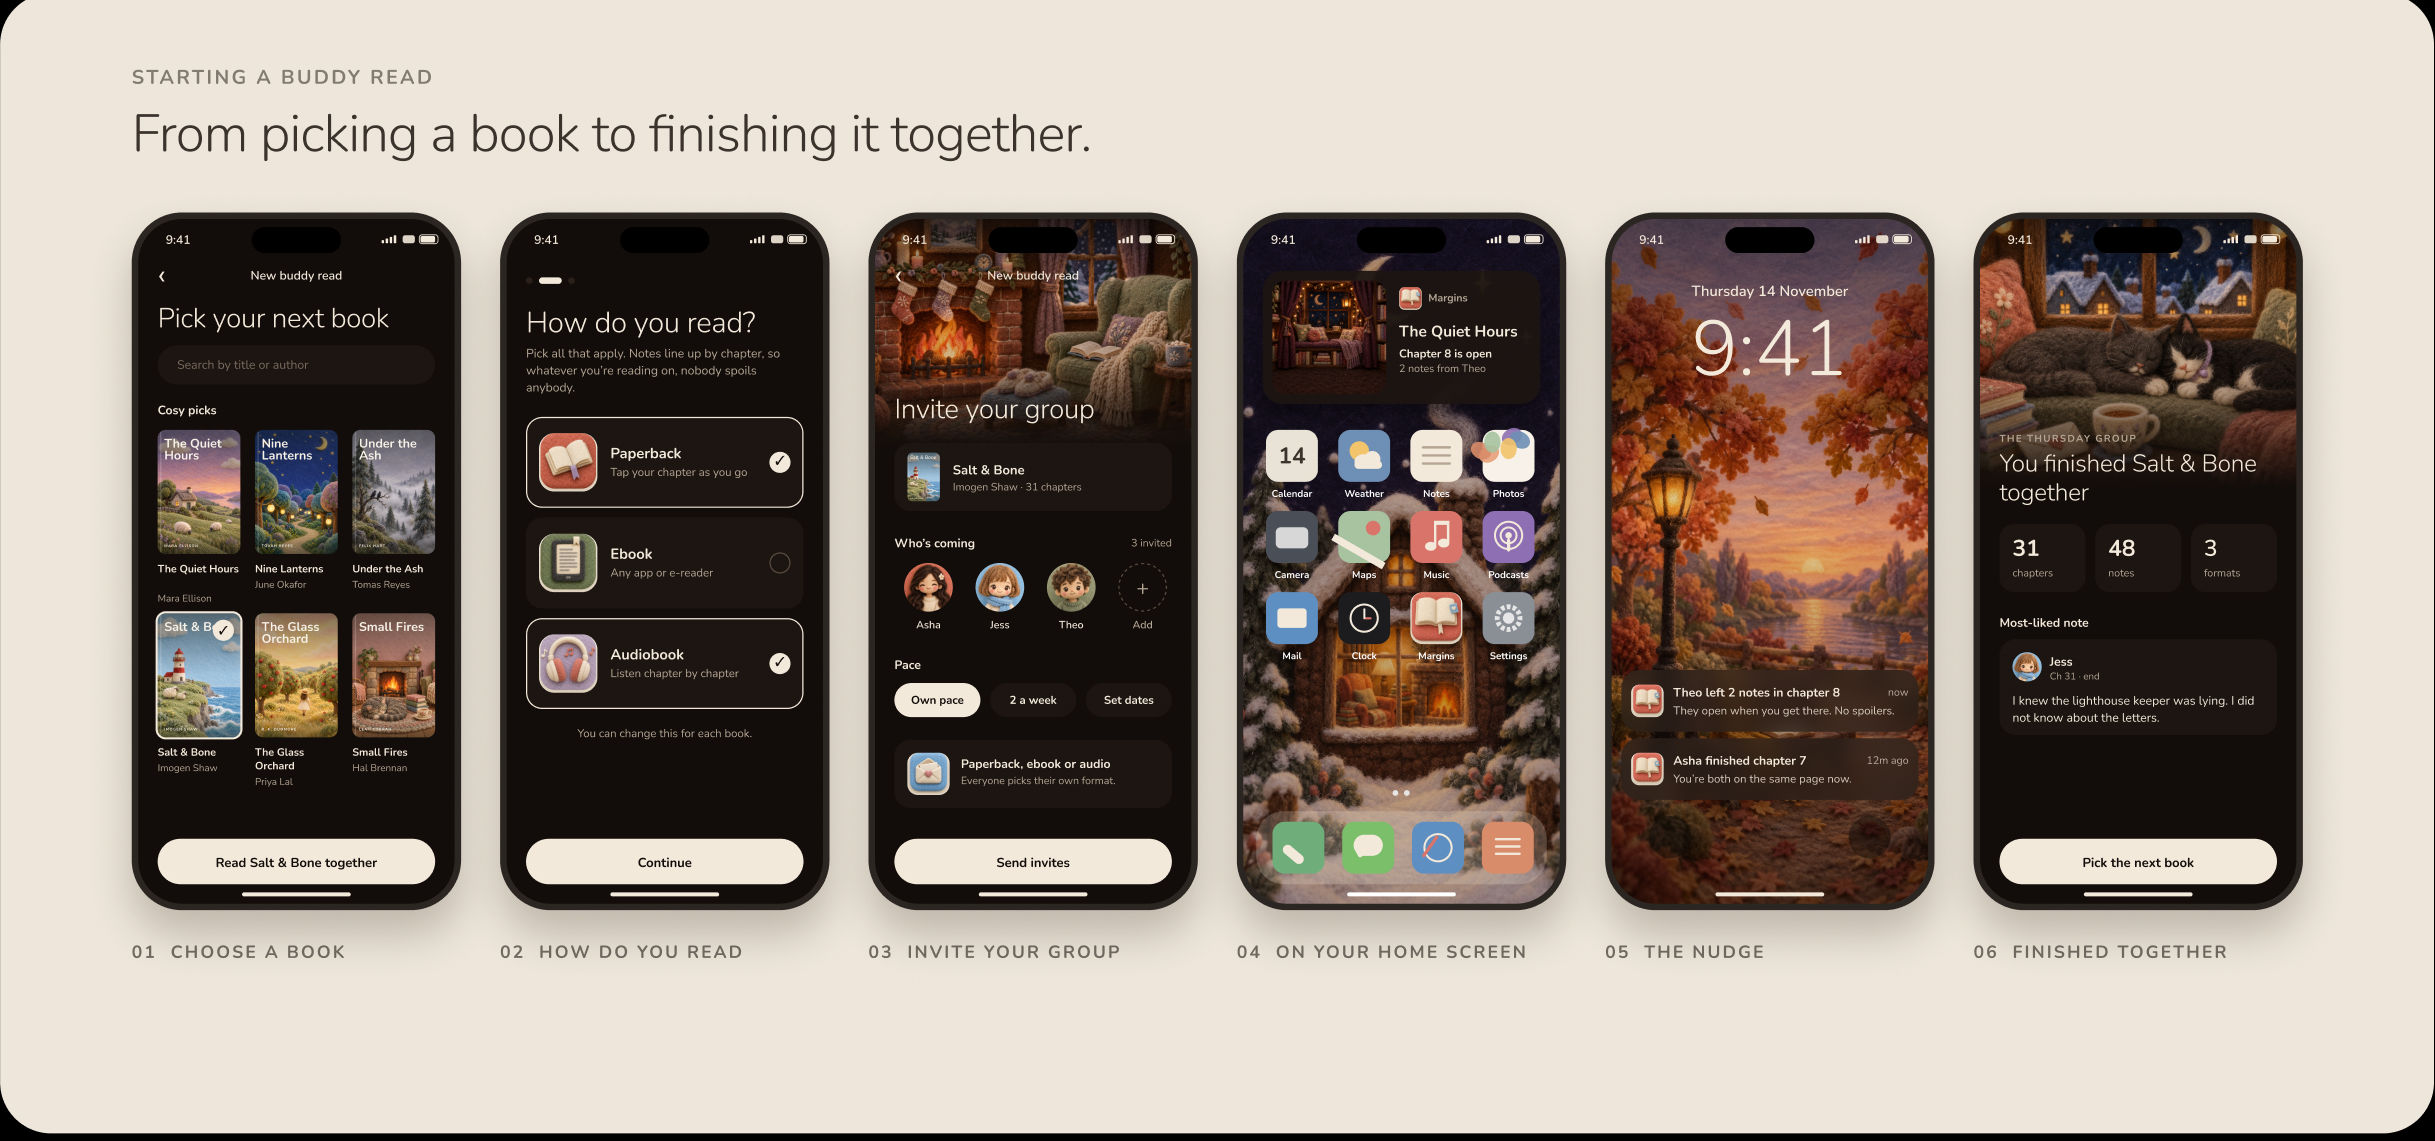 STARTING A BUDDY READ
From picking a book to finishing it together.
9:41
New buddy read
Pick your next book
Search by title or author
Cosy picks
The Quiet
Hours
MARA ELLISON
Nine
Lanterns
Under the
Ash
The Quiet Hours
Mara Ellison
Nine Lanterns
June Okafor
Under the Ash
Tomas Reyes
Salt & B
IMOGEN SHAW
The Glass
Orchard
Small Fires
Salt & Bone
Imogen Shaw
The Glass
Orchard
Priya Lal
Small Fires
Hal Brennan
Read Salt & Bone together
01 CHOOSE A BOOK
9:41
How do you read?
Pick all that apply. Notes line up by chapter, so
whatever you're reading on, nobody spoils
anybody.
Paperback
Tap your chapter as you go
Ebook
Any app or e-reader
Audiobook
Listen chapter by chapter
You can change this for each book.
Continue
02 HOW DO YOU READ
9:41
New buddy read
Invite your group
Salt & Bone
Salt & Bone
Imogen Shaw · 31 chapters
Who's coming
3 invited
Asha
Jess
Theo
Add
Pace
Own pace
2 a week
Set dates
Paperback, ebook or audio
Everyone picks their own format.
Send invites
03 INVITE YOUR GROUP
9:41
Margins
The Quiet Hours
Chapter 8 is open
2 notes from Theo
14
Calendar
Weather
Notes
Photos
Camera
Maps
Music
Podcasts
Mail
Clock
Margins
Settings
04 ON YOUR HOME SCREEN
9:41
Thursday 14 November
9:41
Theo left 2 notes in chapter 8
now
They open when you get there. No spoilers.
Asha finished chapter 7
12m ago
You're both on the same page now.
05 THE NUDGE
9:41
THE THURSDAY GROUP
You finished Salt & Bone
together
31
chapters
48
notes
3
formats
Most-liked note
Jess
Ch 31 · end
I knew the lighthouse keeper was lying. I did
not know about the letters.
Pick the next book
06 FINISHED TOGETHER